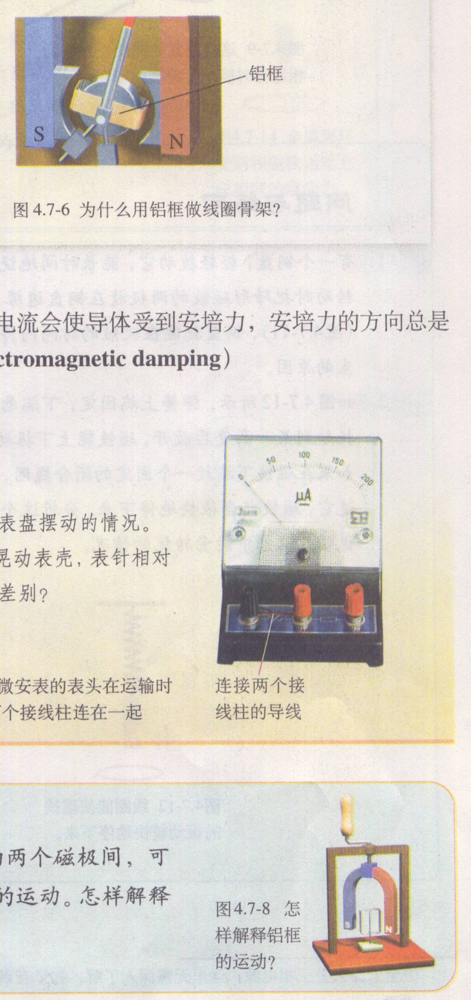 铝框
S
N
图 4.7-6 为什么用铝框做线圈骨架？
电流会使导体受到安培力，安培力的方向总是
ctromagnetic damping）
0 50 100 150 200
μA
表盘摆动的情况。
晃动表壳，表针相对
差别？
微安表的表头在运输时
个接线柱连在一起
连接两个接
线柱的导线
两个磁极间，可
的运动。怎样解释
图 4.7-8 怎
样解释铝框
的运动？
S
N